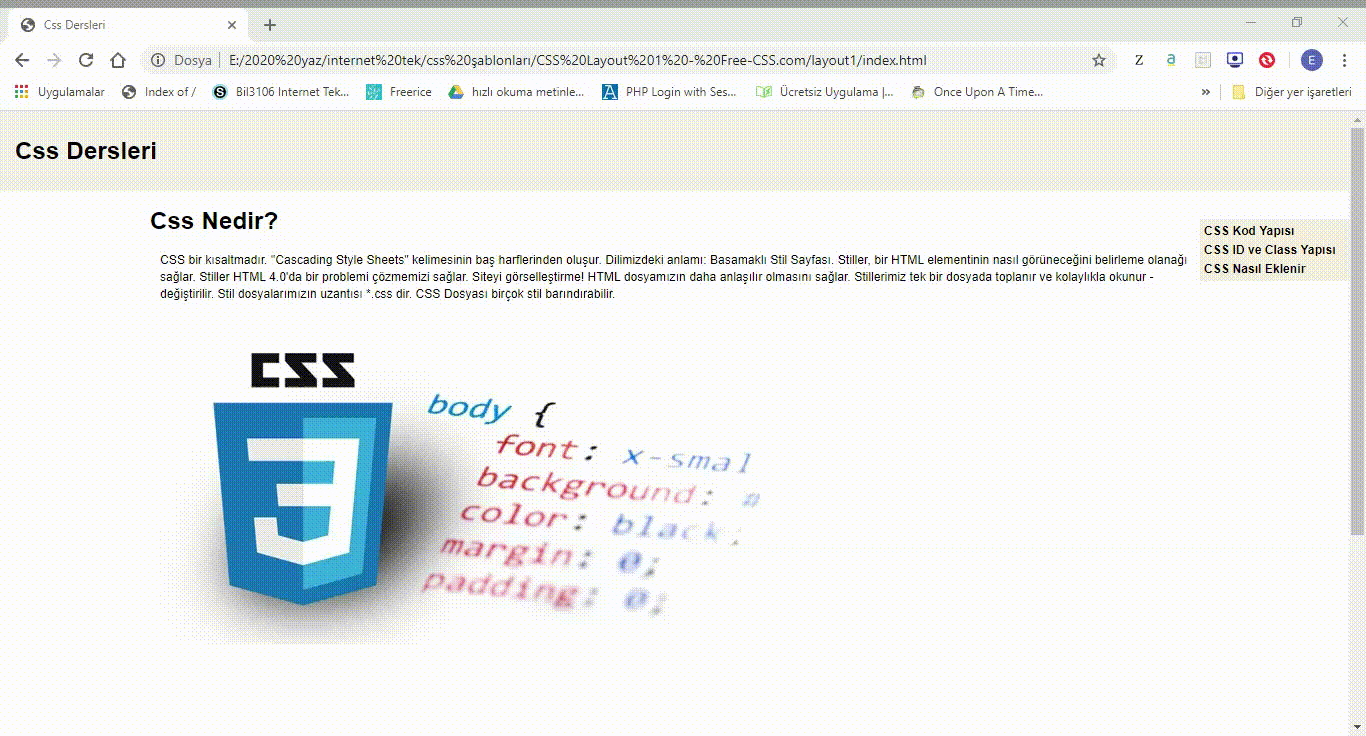 Css Dersleri
Dosya E:/2020%20yaz/internet%20tek/css%20şablonları/CSS%20Layout%201%20-%20Free-CSS.com/layout1/index.html
Z a E
Uygulamalar Index of / Bil3106 Internet Tek... Freerice hızlı okuma metinle... PHP Login with Ses... Ücretsiz Uygulama |... Once Upon A Time... » Diğer yer işaretleri
Css Dersleri
Css Nedir?
CSS bir kısaltmadır. "Cascading Style Sheets" kelimesinin baş harflerinden oluşur. Dilimizdeki anlamı: Basamaklı Stil Sayfası. Stiller, bir HTML elementinin nasıl görüneceğini belirleme olanağı
sağlar. Stiller HTML 4.0'da bir problemi çözmemizi sağlar. Siteyi görselleştirme! HTML dosyamızın daha anlaşılır olmasını sağlar. Stillerimiz tek bir dosyada toplanır ve kolaylıkla okunur -
değiştirilir. Stil dosyalarımızın uzantısı *.css dir. CSS Dosyası birçok stil barındırabilir.
CSS Kod Yapısı
CSS ID ve Class Yapısı
CSS Nasıl Eklenir
CSS
3
body {
font: x-smal
background: #
color: black;
margin: 0;
padding: 0;